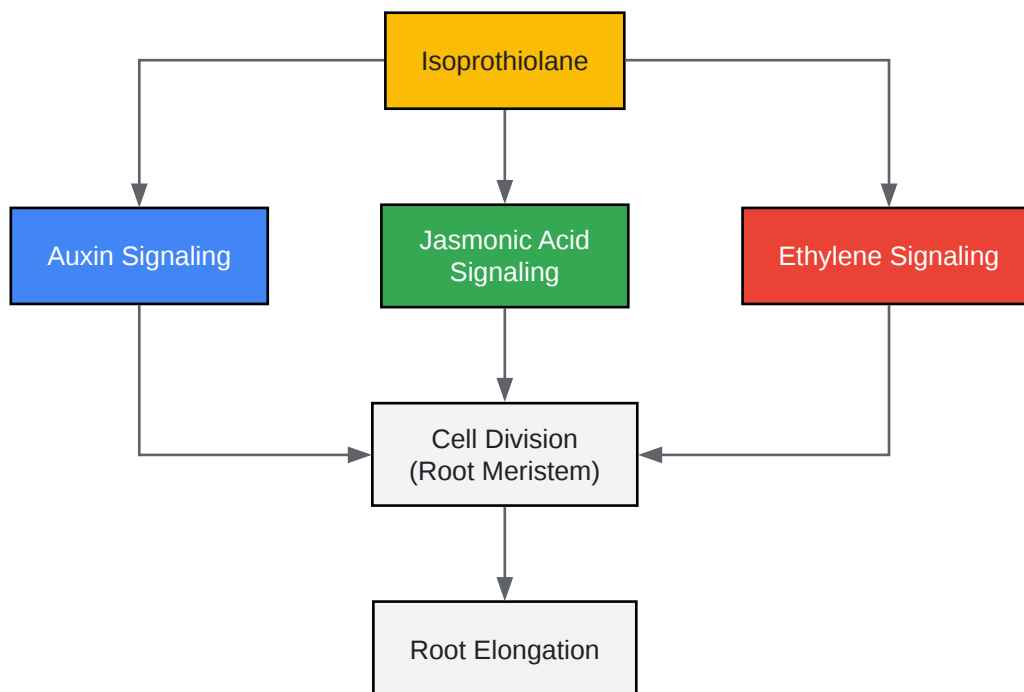 Isoprothiolane
Auxin Signaling
Jasmonic Acid
Signaling
Ethylene Signaling
Cell Division
(Root Meristem)
Root Elongation